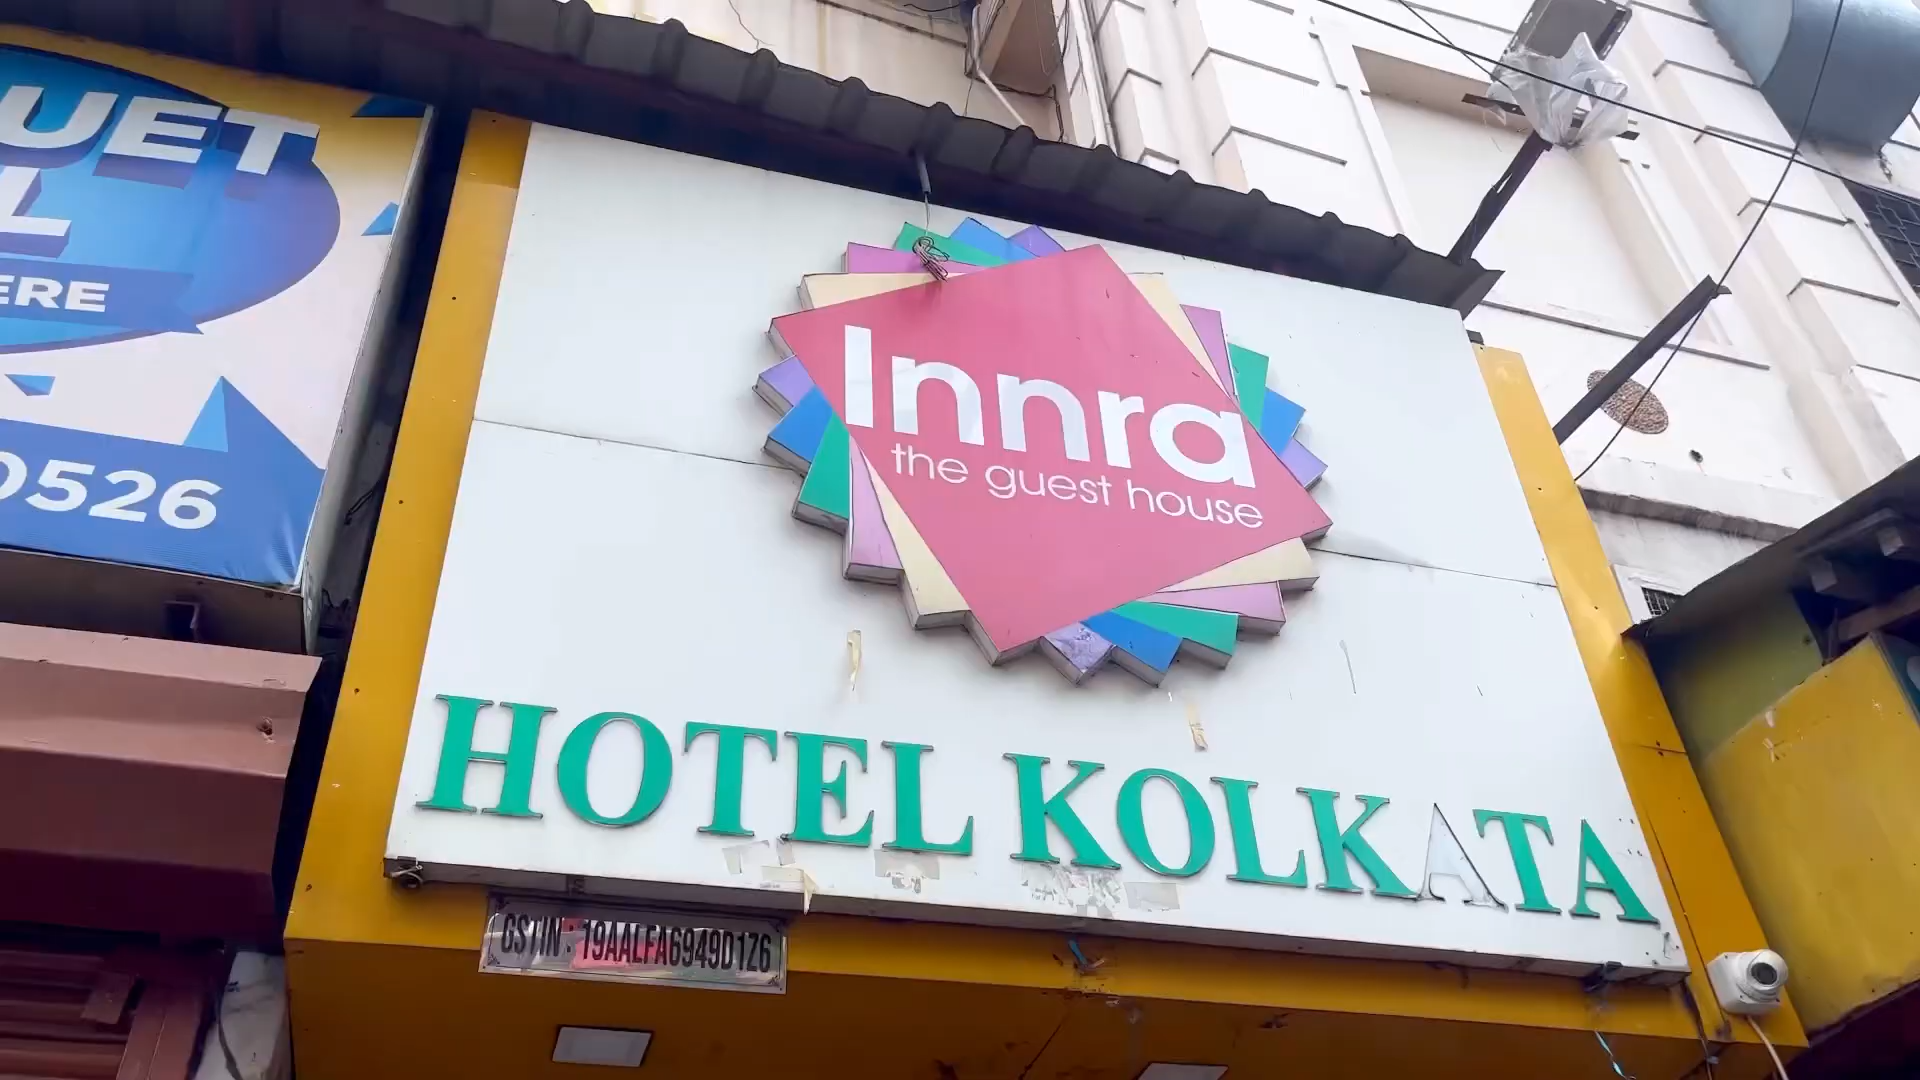 UET
L
ERE
0526
Innra
the guest house
HOTEL KOLKATA
GSTIN : 19AALFA6949D1Z6